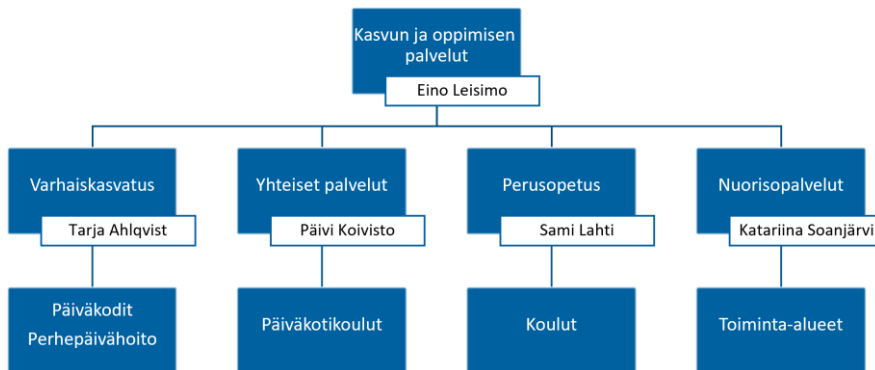 Kasvun ja oppimisen
palvelut
Eino Leisimo
Varhaiskasvatus
Yhteiset palvelut
Perusopetus
Nuorisopalvelut
Tarja Ahlqvist
Päivi Koivisto
Sami Lahti
Katariina Soanjärvi
Päiväkodit
Perhepäivähoito
Päiväkotikoulut
Koulut
Toiminta-alueet